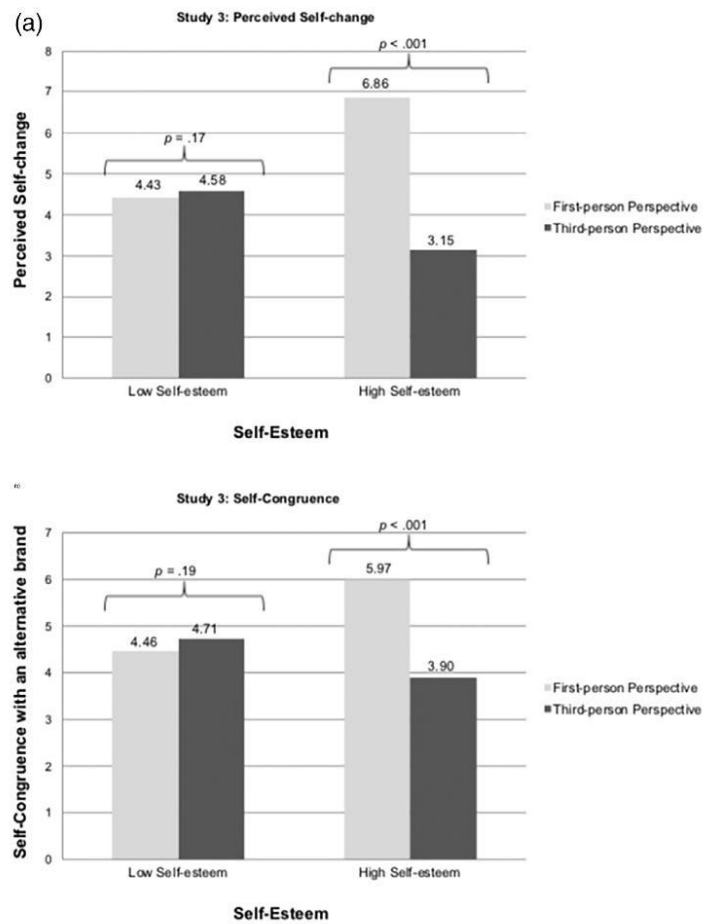 (a)
Study 3: Perceived Self-change
p < .001
8
7
6
5
4
3
2
1
0
Perceived Self-change
6.86
p = .17
4.43
4.58
3.15
First-person Perspective
Third-person Perspective
Low Self-esteem
High Self-esteem
Self-Esteem
Study 3: Self-Congruence
p < .001
7
6
5
4
3
2
1
0
Self-Congruence with an alternative brand
5.97
p = .19
4.46
4.71
3.90
First-person Perspective
Third-person Perspective
Low Self-esteem
High Self-esteem
Self-Esteem